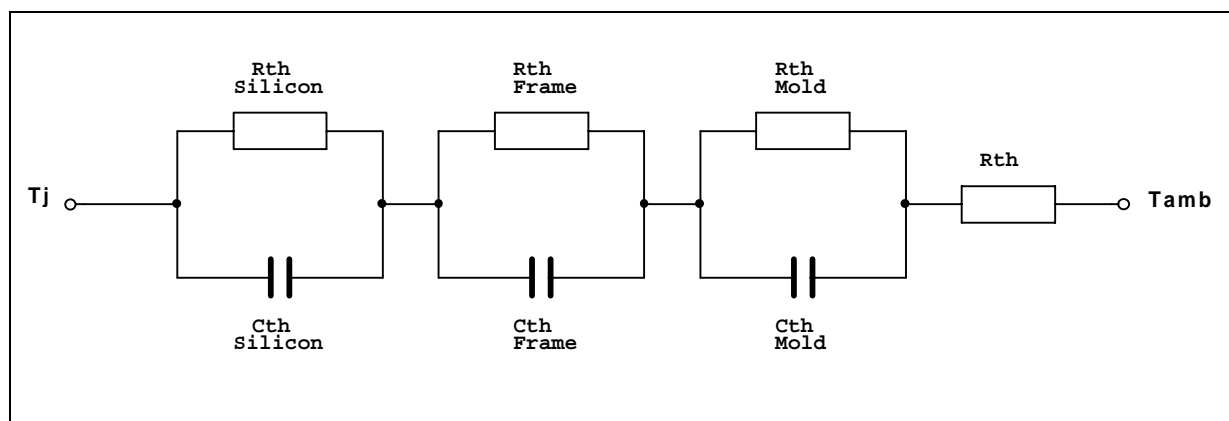 Rth
Silicon
Rth
Frame
Rth
Mold
Rth
Tj
Tamb
Cth
Silicon
Cth
Frame
Cth
Mold